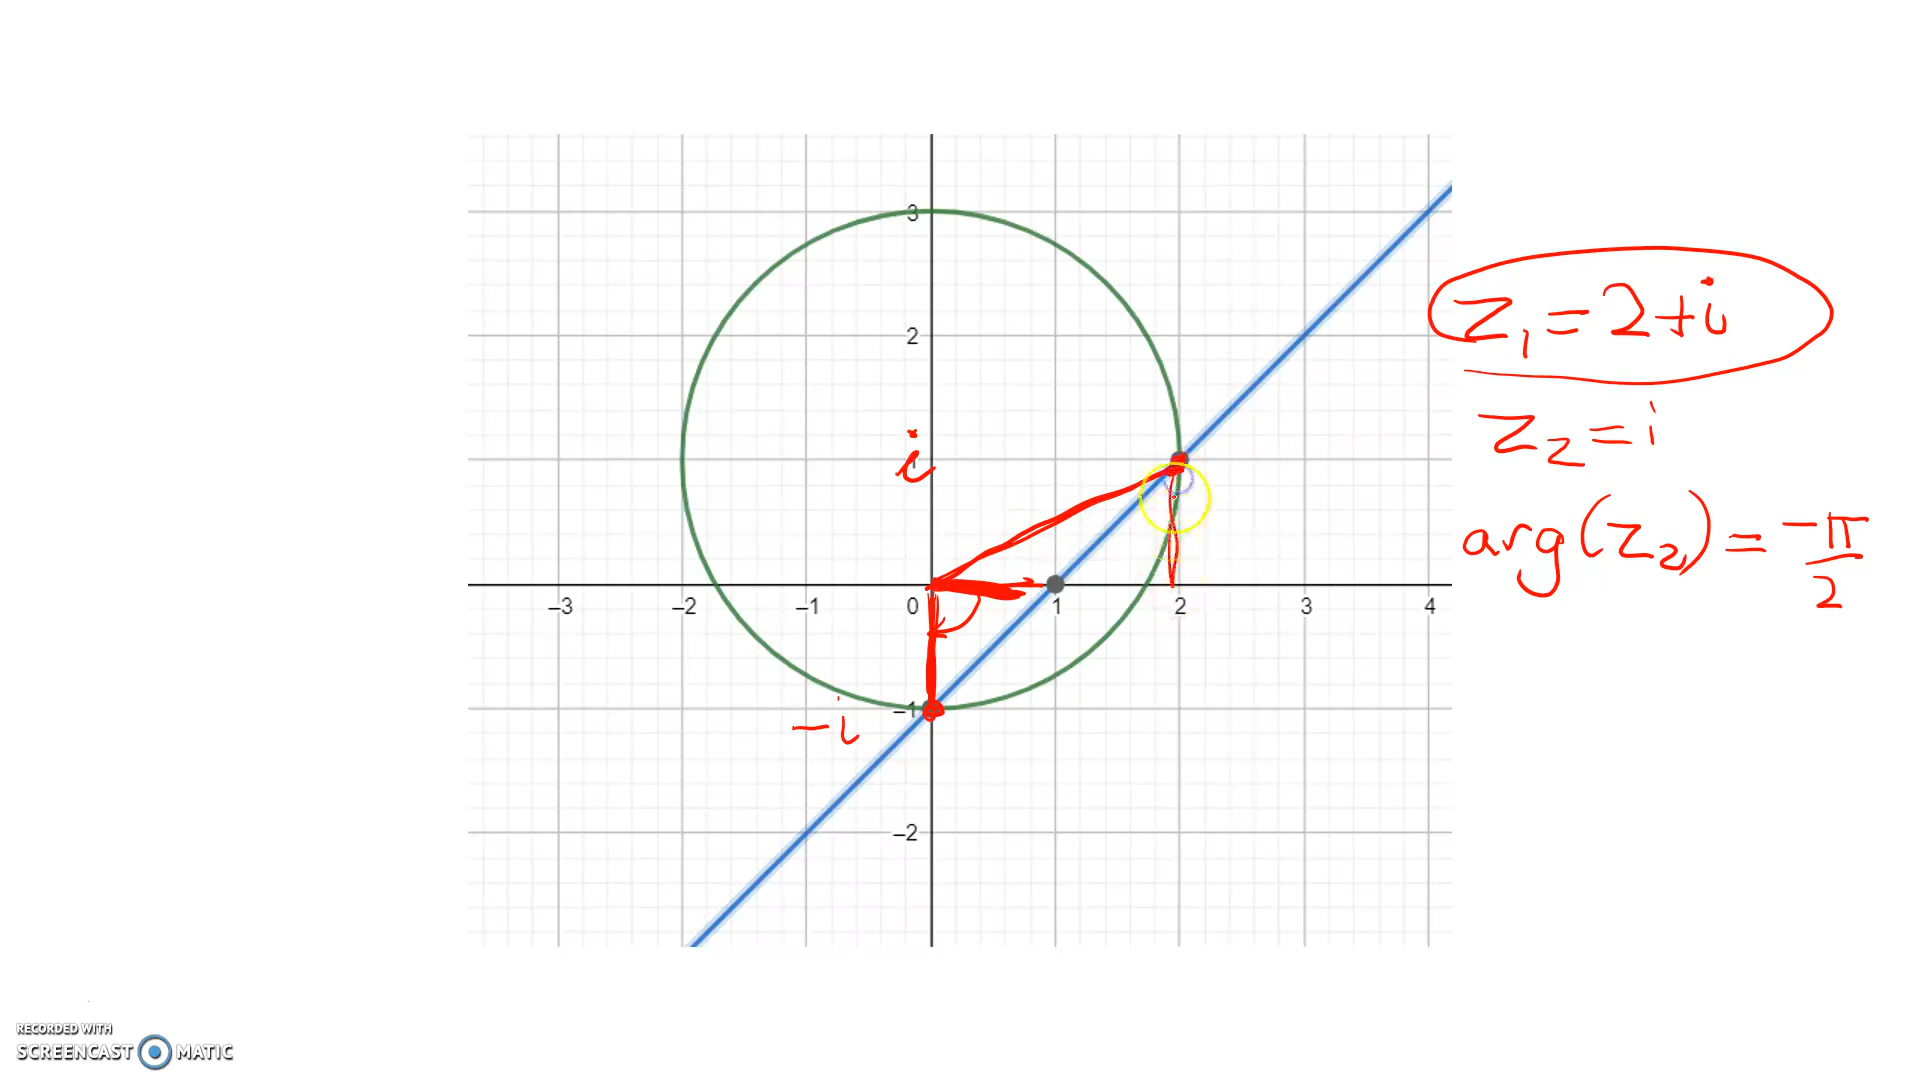 3
2
1
i
–3
–2
–1
0
1
2
3
4
–1
–i
–2
z₁ = 2 + i
z₂ = i
arg(z₂) = -π/2
RECORDED WITH
SCREENCAST MATIC